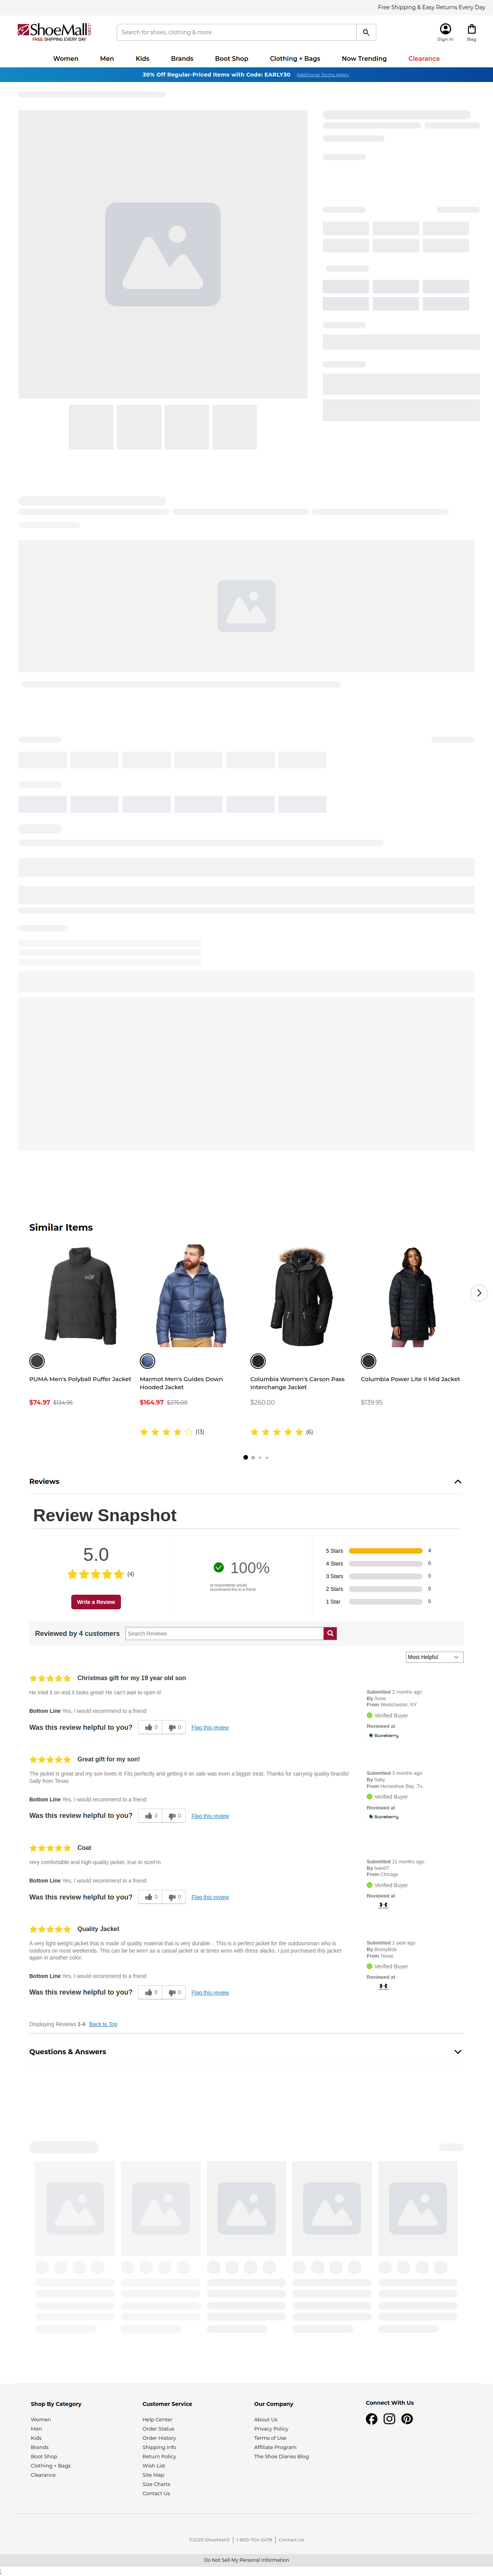 Free Shipping & Easy Returns Every Day
ShoeMall
FREE SHIPPING EVERY DAY
Search for shoes, clothing & more
Sign In
Bag
Women Men Kids Brands Boot Shop Clothing + Bags Now Trending Clearance
30% Off Regular-Priced Items with Code: EARLY30 Additional Terms Apply
Similar Items
PUMA Men's Polyball Puffer Jacket
$74.97 $124.95
Marmot Men's Guides Down
Hooded Jacket
$164.97 $275.00
(13)
Columbia Women's Carson Pass
Interchange Jacket
$260.00
(6)
Columbia Power Lite II Mid Jacket
$139.95
Reviews
Review Snapshot
5.0
(4)
Write a Review
100%
of respondents would
recommend this to a friend
5 Stars 4
4 Stars 0
3 Stars 0
2 Stars 0
1 Star 0
Reviewed by 4 customers
Search Reviews
Most Helpful
Christmas gift for my 19 year old son
He tried it on and it looks great! He can't wait to open it!
Bottom Line Yes, I would recommend to a friend
Was this review helpful to you? 0 0 Flag this review
Submitted 2 months ago
By Anne
From Westchester, NY
Verified Buyer
Reviewed at
Stoneberry
Great gift for my son!
The jacket is great and my son loves it! Fits perfectly and getting it on sale was even a bigger treat. Thanks for carrying quality brands!
Sally from Texas
Bottom Line Yes, I would recommend to a friend
Was this review helpful to you? 0 0 Flag this review
Submitted 3 months ago
By Sally
From Horseshoe Bay ,Tx.
Verified Buyer
Reviewed at
Stoneberry
Coat
very comfortable and high-quality jacket, true to size!rn
Bottom Line Yes, I would recommend to a friend
Was this review helpful to you? 0 0 Flag this review
Submitted 11 months ago
By Ivan07
From Chicago
Verified Buyer
Reviewed at
Quality Jacket
A very light weight jacket that is made of quality material that is very durable. . This is a perfect jacket for the outdoorsman who is
outdoors on most weekends. This can be be worn as a casual jacket or at times worn with dress slacks. I just purchased this jacket
again in another color.
Bottom Line Yes, I would recommend to a friend
Was this review helpful to you? 0 0 Flag this review
Submitted 1 year ago
By BossyBob
From Texas
Verified Buyer
Reviewed at
Displaying Reviews 1-4 Back to Top
Questions & Answers
Shop By Category
Women
Men
Kids
Brands
Boot Shop
Clothing + Bags
Clearance
Customer Service
Help Center
Order Status
Order History
Shipping Info
Return Policy
Wish List
Site Map
Size Charts
Contact Us
Our Company
About Us
Privacy Policy
Terms of Use
Affiliate Program
The Shoe Diaries Blog
Connect With Us
©2025 ShoeMall® 1-800-704-5478 Contact Us
Do Not Sell My Personal Information